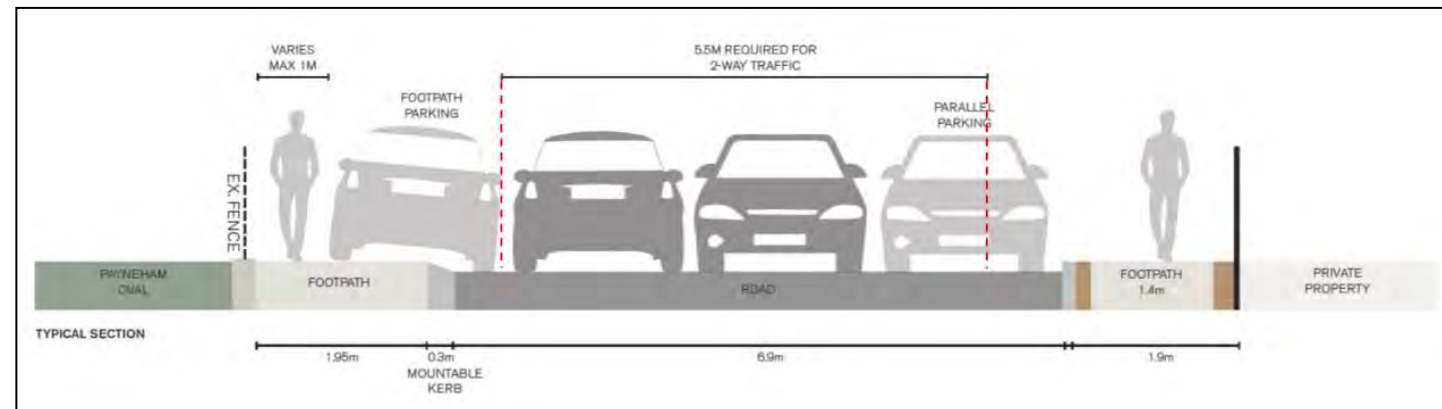 VARIES
MAX 1M
5.5M REQUIRED FOR
2-WAY TRAFFIC
FOOTPATH
PARKING
PARALLEL
PARKING
EX. FENCE
PAYNEHAM
OVAL
FOOTPATH
ROAD
FOOTPATH
1.4m
PRIVATE
PROPERTY
TYPICAL SECTION
1.95m
0.3m
6.9m
1.9m
MOUNTABLE
KERB